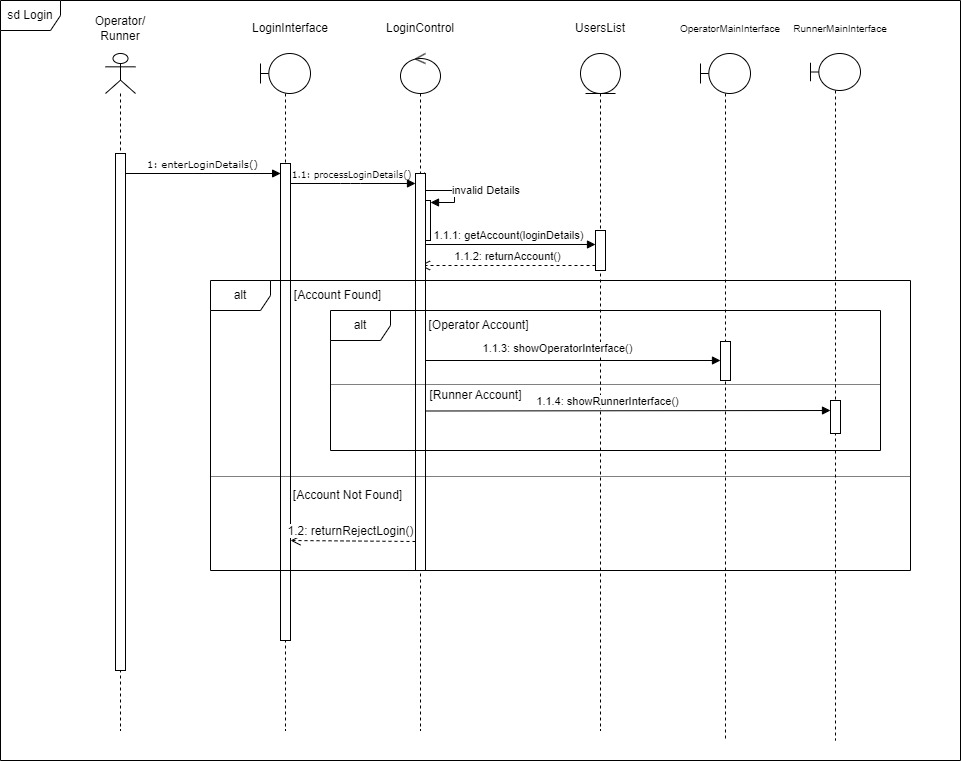 sd Login
Operator/
Runner
LoginInterface
LoginControl
UsersList
OperatorMainInterface
RunnerMainInterface
1: enterLoginDetails()
1.1: processLoginDetails()
invalid Details
1.1.1: getAccount(loginDetails)
1.1.2: returnAccount()
alt
[Account Found]
alt
[Operator Account]
1.1.3: showOperatorInterface()
[Runner Account]
1.1.4: showRunnerInterface()
[Account Not Found]
1.2: returnRejectLogin()